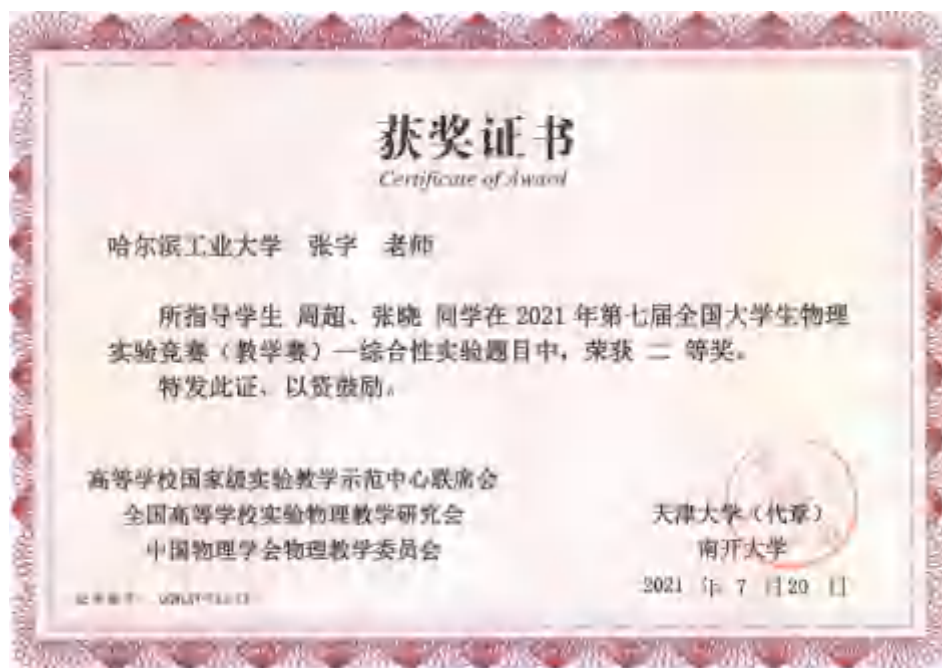 获奖证书
Certificate of Award
哈尔滨工业大学 张宇 老师
所指导学生 周超、张晓 同学在 2021 年第七届全国大学生物理
实验竞赛（教学赛）—综合性实验题目中，荣获 二 等奖。
特发此证、以资鼓励。
高等学校国家级实验教学示范中心联席会
全国高等学校实验物理教学研究会
中国物理学会物理教学委员会
天津大学（代章）
南开大学
2021 年 7 月 20 日
证书编号：